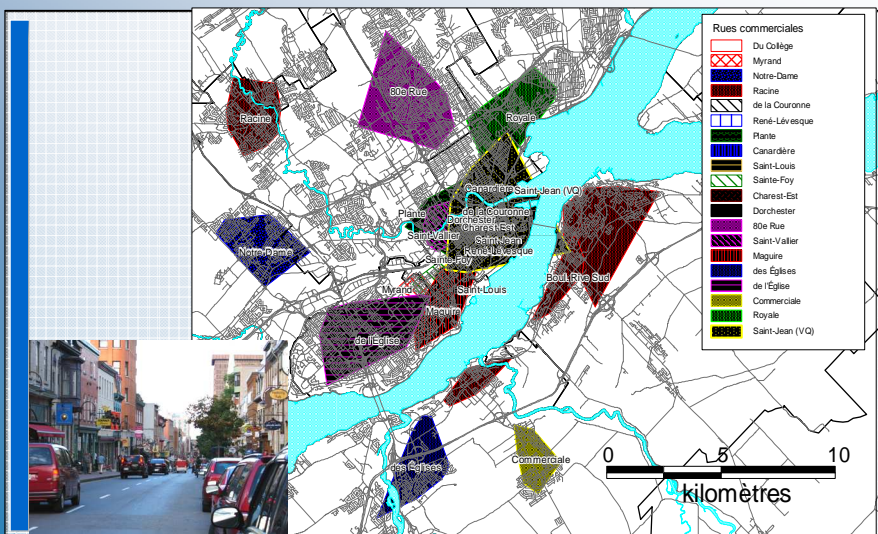 Rues commerciales
Du Collège
Myrand
Notre-Dame
Racine
de la Couronne
René-Lévesque
Plante
Canardière
Saint-Louis
Sainte-Foy
Charest-Est
Dorchester
80e Rue
Saint-Vallier
Maguire
des Églises
de l'Église
Commerciale
Royale
Saint-Jean (VQ)
80e Rue
Racine
Royale
Canardière
Saint-Jean (VQ)
Plante
de la Couronne
Dorchester
Charest-Est
Saint-Vallier
Saint-Jean
René-Lévesque
Notre-Dame
Sainte-Foy
Boul. Rive Sud
Myrand
Saint-Louis
Maguire
de l'Église
des Églises
Commerciale
0 5 10
kilomètres